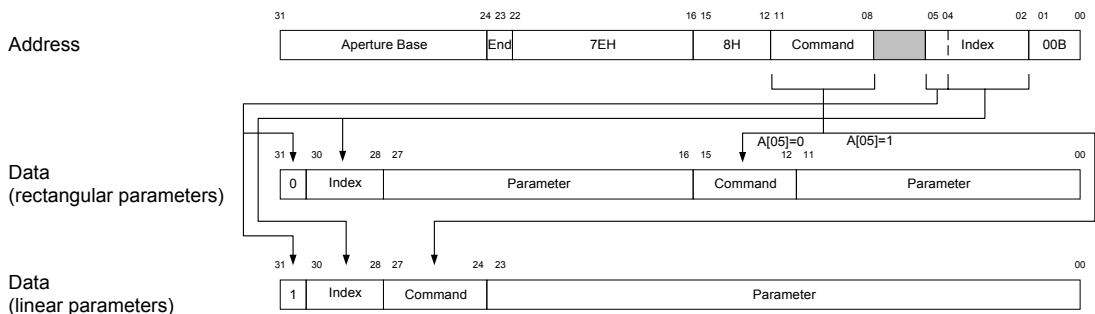 31 24 23 22 16 15 12 11 08 05 04 02 01 00
Address Aperture Base End 7EH 8H Command Index 00B
A[05]=0 A[05]=1
31 30 28 27 16 15 12 11 00
Data
(rectangular parameters) 0 Index Parameter Command Parameter
31 30 28 27 24 23 00
Data
(linear parameters) 1 Index Command Parameter